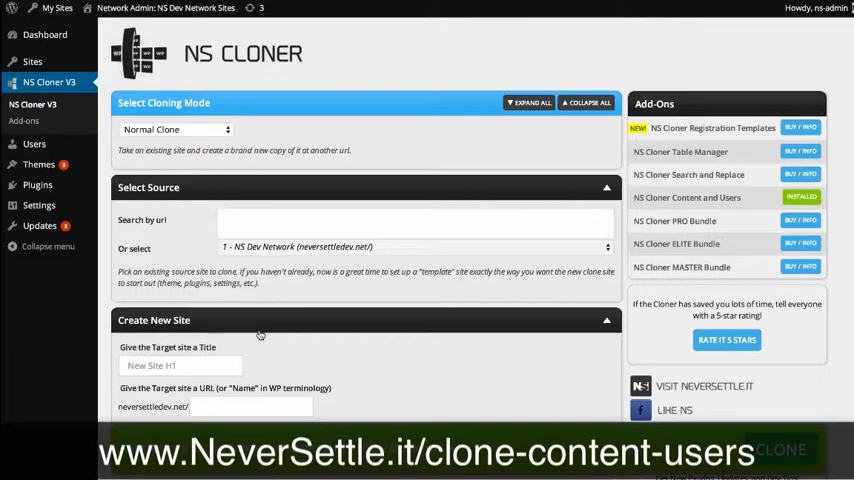 My Sites
Network Admin: NS Dev Network Sites
3
Howdy, ns-admin
Dashboard
Sites
NS Cloner V3
NS Cloner V3
Add-ons
Users
Themes 3
Plugins
Settings
Updates 3
Collapse menu
NS CLONER
Select Cloning Mode
EXPAND ALL
COLLAPSE ALL
Normal Clone
Take an existing site and create a brand new copy of it at another url.
Select Source
Search by url
Or select
1 - NS Dev Network (neversettledev.net/)
Pick an existing source site to clone. If you haven't already, now is a great time to set up a "template" site exactly the way you want the new clone site
to start out (theme, plugins, settings, etc.).
Create New Site
Give the Target site a Title
New Site H1
Give the Target site a URL (or "Name" in WP terminology)
neversettledev.net/
Add-Ons
NEW! NS Cloner Registration Templates BUY / INFO
NS Cloner Table Manager BUY / INFO
NS Cloner Search and Replace BUY / INFO
NS Cloner Content and Users INSTALLED
NS Cloner PRO Bundle BUY / INFO
NS Cloner ELITE Bundle BUY / INFO
NS Cloner MASTER Bundle BUY / INFO
If the Cloner has saved you lots of time, tell everyone
with a 5-star rating!
RATE IT 5 STARS
VISIT NEVERSETTLE.IT
LIKE NS
www.NeverSettle.it/clone-content-users
CLONE